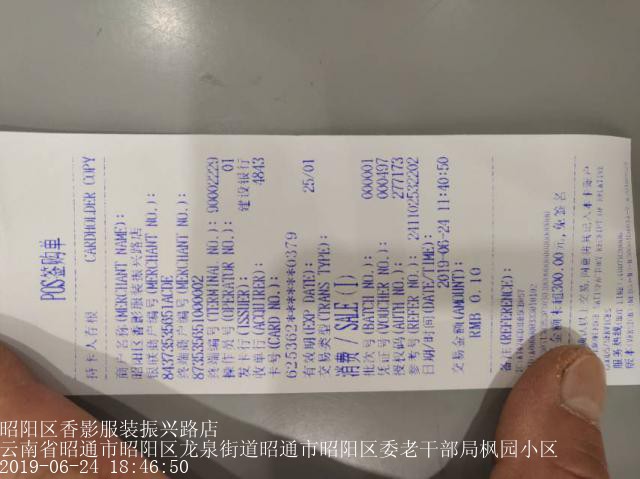 POS签购单
持卡人存根 CARDHOLDER COPY
商户名称(MERCHANT NAME):
昭阳区香影服装振兴路店
银联商户编号(MERCHANT NO.):
84373535651ACDE
终端商户编号(MERCHANT NO.):
873535651000002
终端编号(TERMINAL NO.): 90002229
操作员号(OPERATOR NO.): 01
发卡行(ISSUER): 建设银行
收单行(ACQUIRER): 4843
卡号(CARD NO.):
625362******0379
有效期(EXP DATE): 25/01
交易类型(TRANS TYPE):
消费/SALE(I)
批次号(BATCH NO.): 000001
凭证号(VOUCHER NO.): 000497
授权码(AUTH NO.): 277173
参考号(REFER NO.): 241162532202
日期/时间(DATE/TIME):
2019-06-24 11:40:50
交易金额(AMOUNT):
RMB 0.10
备注(REFERENCE):
金额未超300.00元,免签名
昭阳区香影服装振兴路店
云南省昭通市昭阳区龙泉街道昭通市昭阳区委老干部局枫园小区
2019-06-24 18:46:50